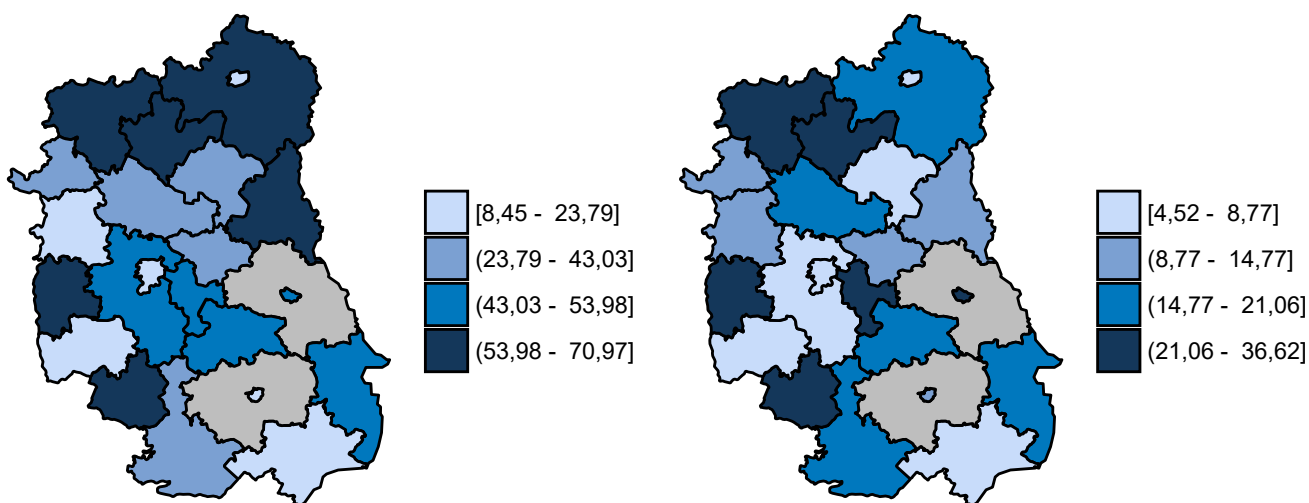 [8,45 - 23,79]
(23,79 - 43,03]
(43,03 - 53,98]
(53,98 - 70,97]
[4,52 - 8,77]
(8,77 - 14,77]
(14,77 - 21,06]
(21,06 - 36,62]